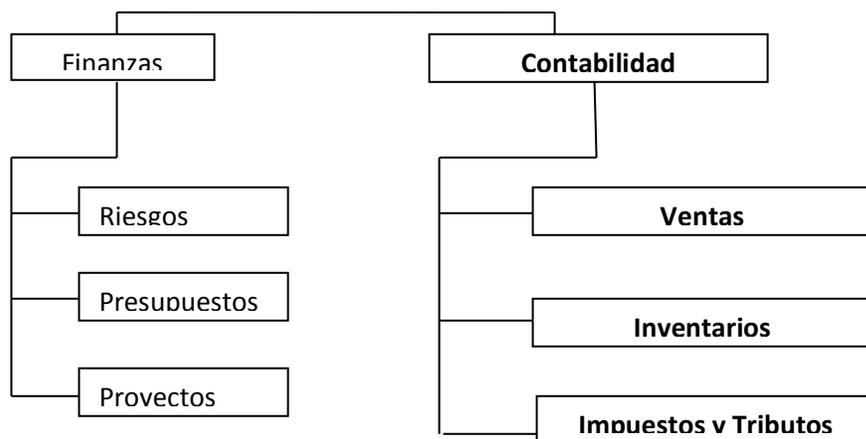 Finanzas
Contabilidad
Riesgos
Ventas
Presupuestos
Inventarios
Proyectos
Impuestos y Tributos